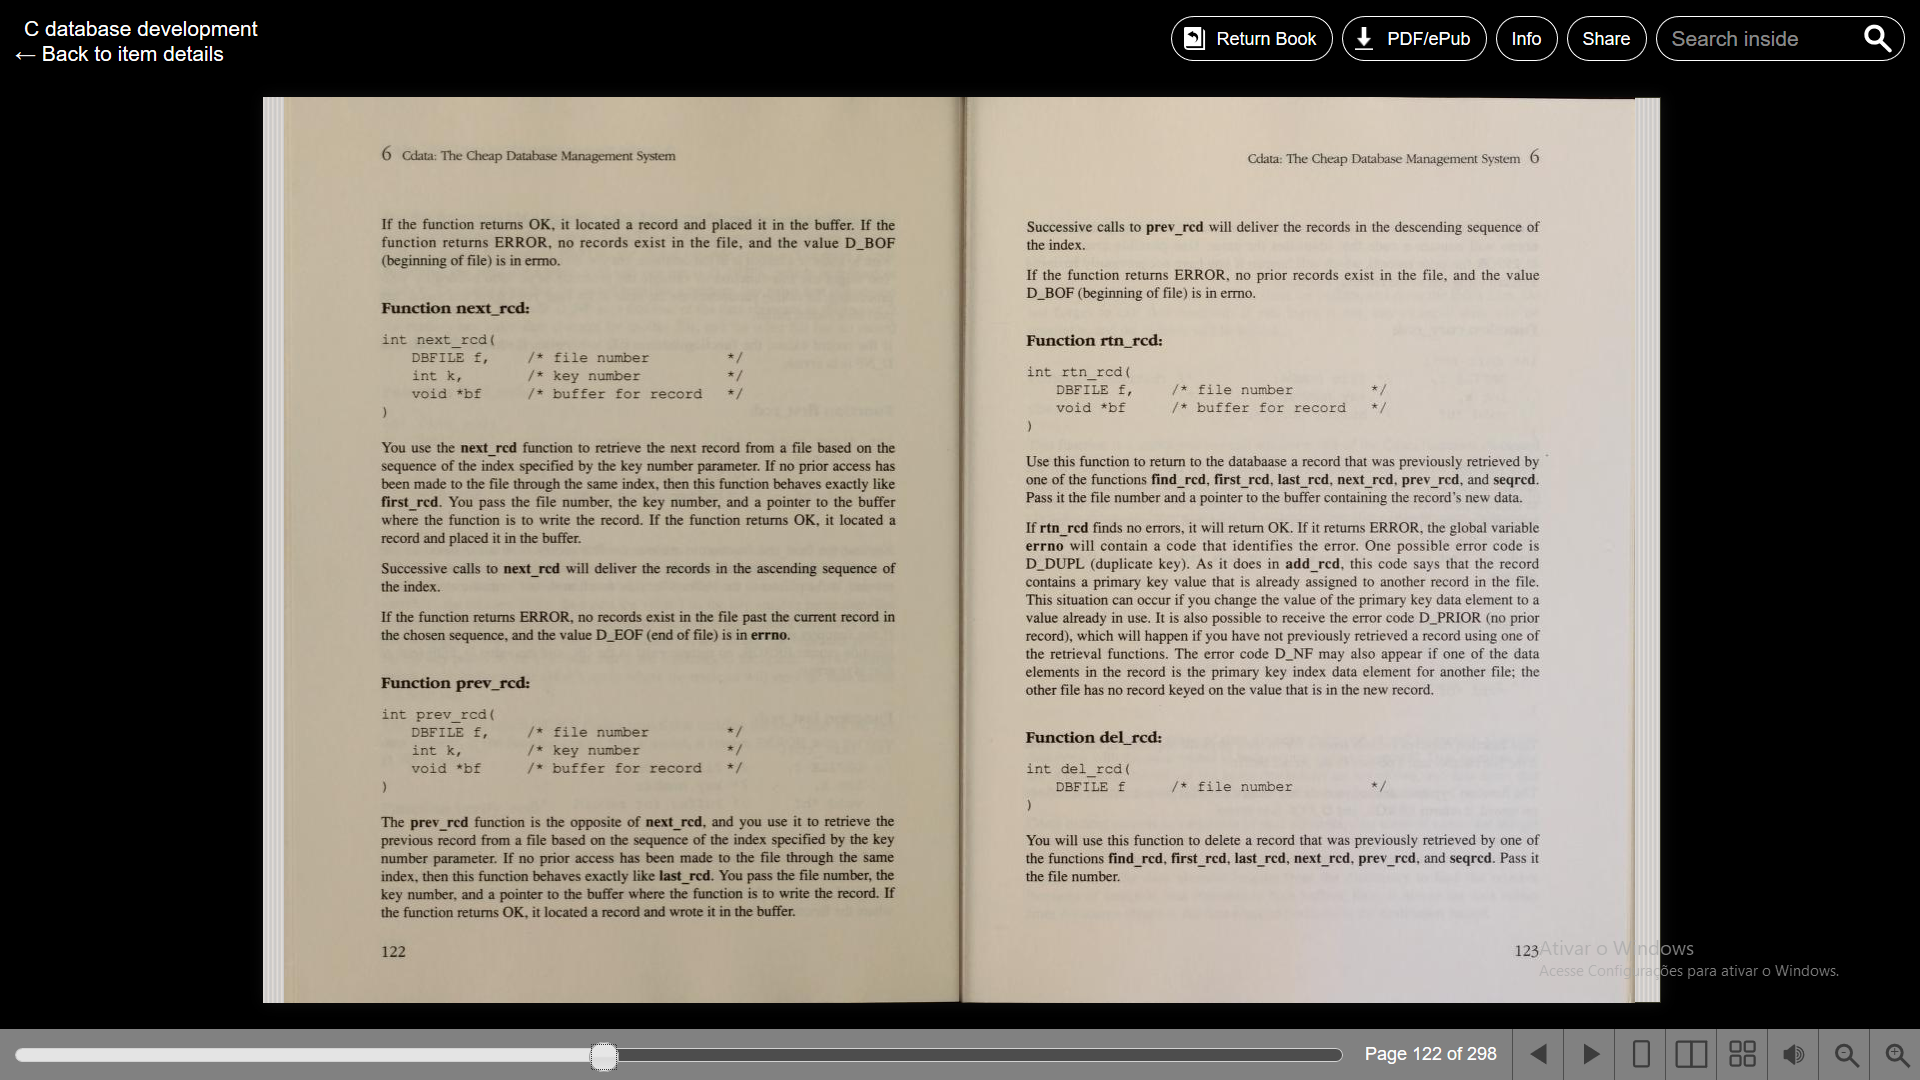 C database development
← Back to item details
Return Book
PDF/ePub
Info
Share
Search inside
6 Cdata: The Cheap Database Management System
If the function returns OK, it located a record and placed it in the buffer. If the
function returns ERROR, no records exist in the file, and the value D_BOF
(beginning of file) is in errno.
Function next_rcd:
int next_rcd(
DBFILE f, /* file number */
int k, /* key number */
void *bf /* buffer for record */
)
You use the next_rcd function to retrieve the next record from a file based on the
sequence of the index specified by the key number parameter. If no prior access has
been made to the file through the same index, then this function behaves exactly like
first_rcd. You pass the file number, the key number, and a pointer to the buffer
where the function is to write the record. If the function returns OK, it located a
record and placed it in the buffer.
Successive calls to next_rcd will deliver the records in the ascending sequence of
the index.
If the function returns ERROR, no records exist in the file past the current record in
the chosen sequence, and the value D_EOF (end of file) is in errno.
Function prev_rcd:
int prev_rcd(
DBFILE f, /* file number */
int k, /* key number */
void *bf /* buffer for record */
)
The prev_rcd function is the opposite of next_rcd, and you use it to retrieve the
previous record from a file based on the sequence of the index specified by the key
number parameter. If no prior access has been made to the file through the same
index, then this function behaves exactly like last_rcd. You pass the file number, the
key number, and a pointer to the buffer where the function is to write the record. If
the function returns OK, it located a record and wrote it in the buffer.
122
Cdata: The Cheap Database Management System 6
Successive calls to prev_rcd will deliver the records in the descending sequence of
the index.
If the function returns ERROR, no prior records exist in the file, and the value
D_BOF (beginning of file) is in errno.
Function rtn_rcd:
int rtn_rcd(
DBFILE f, /* file number */
void *bf /* buffer for record */
)
Use this function to return to the databaase a record that was previously retrieved by
one of the functions find_rcd, first_rcd, last_rcd, next_rcd, prev_rcd, and seqrcd.
Pass it the file number and a pointer to the buffer containing the record's new data.
If rtn_rcd finds no errors, it will return OK. If it returns ERROR, the global variable
errno will contain a code that identifies the error. One possible error code is
D_DUPL (duplicate key). As it does in add_rcd, this code says that the record
contains a primary key value that is already assigned to another record in the file.
This situation can occur if you change the value of the primary key data element to a
value already in use. It is also possible to receive the error code D_PRIOR (no prior
record), which will happen if you have not previously retrieved a record using one of
the retrieval functions. The error code D_NF may also appear if one of the data
elements in the record is the primary key index data element for another file; the
other file has no record keyed on the value that is in the new record.
Function del_rcd:
int del_rcd(
DBFILE f /* file number */
)
You will use this function to delete a record that was previously retrieved by one of
the functions find_rcd, first_rcd, last_rcd, next_rcd, prev_rcd, and seqrcd. Pass it
the file number.
123
Ativar o Windows
Acesse Configurações para ativar o Windows.
Page 122 of 298